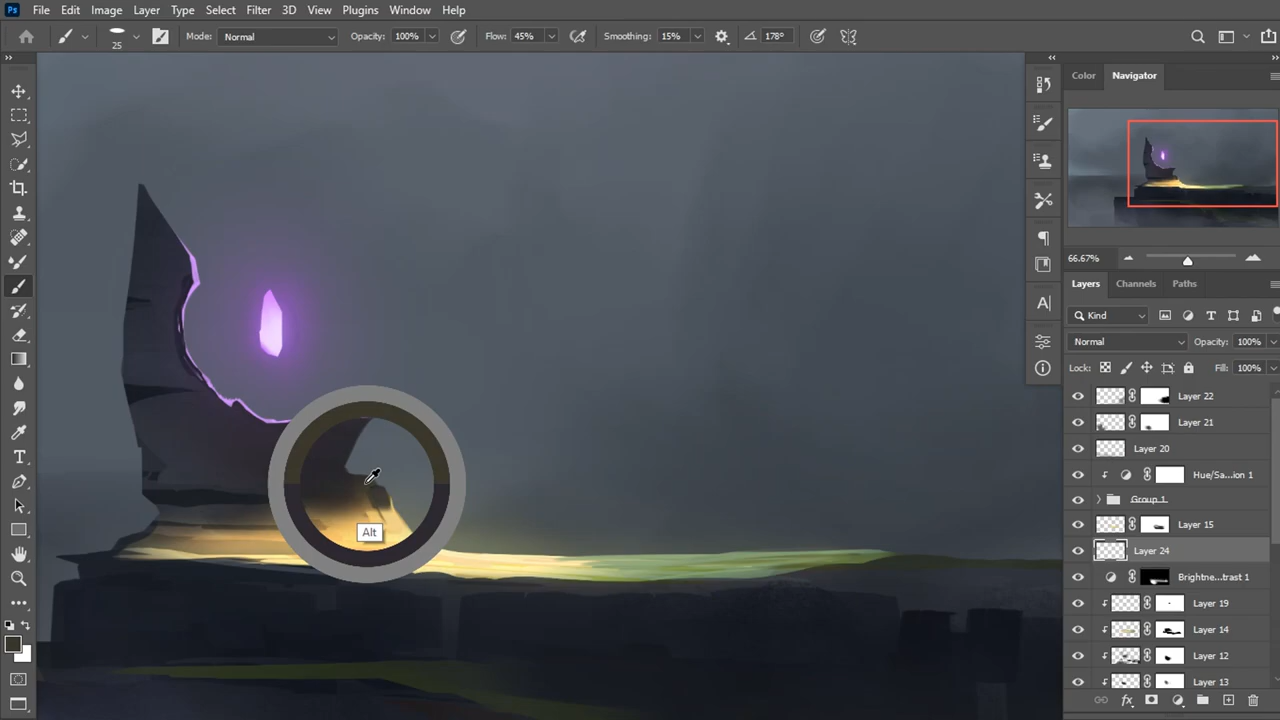 Ps File Edit Image Layer Type Select Filter 3D View Plugins Window Help
25 Mode: Normal Opacity: 100% Flow: 45% Smoothing: 15% 178°
Color Navigator
66.67%
Layers Channels Paths
Kind
Normal Opacity: 100%
Lock: Fill: 100%
Layer 22
Layer 21
Layer 20
Hue/Sa...ion 1
Group 1
Layer 15
Layer 24
Brightne...trast 1
Layer 19
Layer 14
Layer 12
Layer 13
Alt